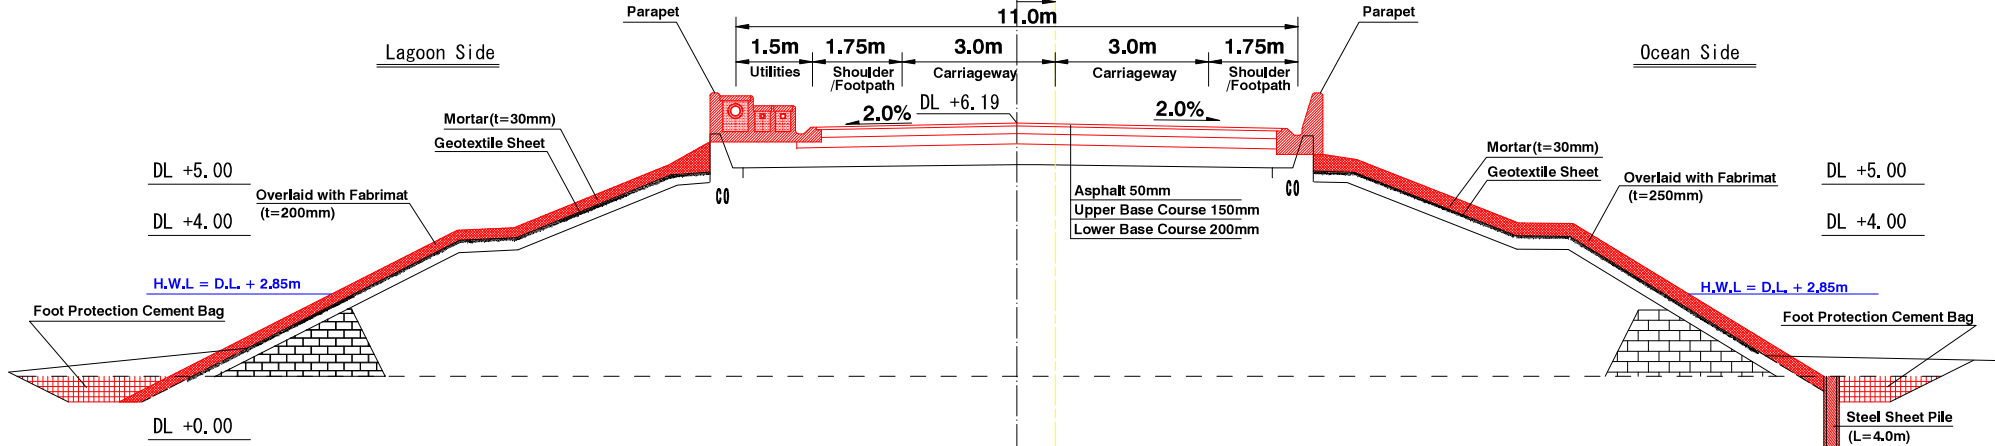 Parapet
11.0m
Parapet
Lagoon Side
1.5m
1.75m
3.0m
3.0m
1.75m
Ocean Side
Utilities
Shoulder
/Footpath
Carriageway
Carriageway
Shoulder
/Footpath
2.0%
DL +6.19
2.0%
Mortar(t=30mm)
Geotextile Sheet
Mortar(t=30mm)
Geotextile Sheet
DL +5.00
Overlaid with Fabrimat
(t=200mm)
CO
Asphalt 50mm
Upper Base Course 150mm
Lower Base Course 200mm
CO
Overlaid with Fabrimat
(t=250mm)
DL +5.00
DL +4.00
DL +4.00
H.W.L = D.L. + 2.85m
H.W.L = D.L. + 2.85m
Foot Protection Cement Bag
Foot Protection Cement Bag
DL +0.00
Steel Sheet Pile
(L=4.0m)